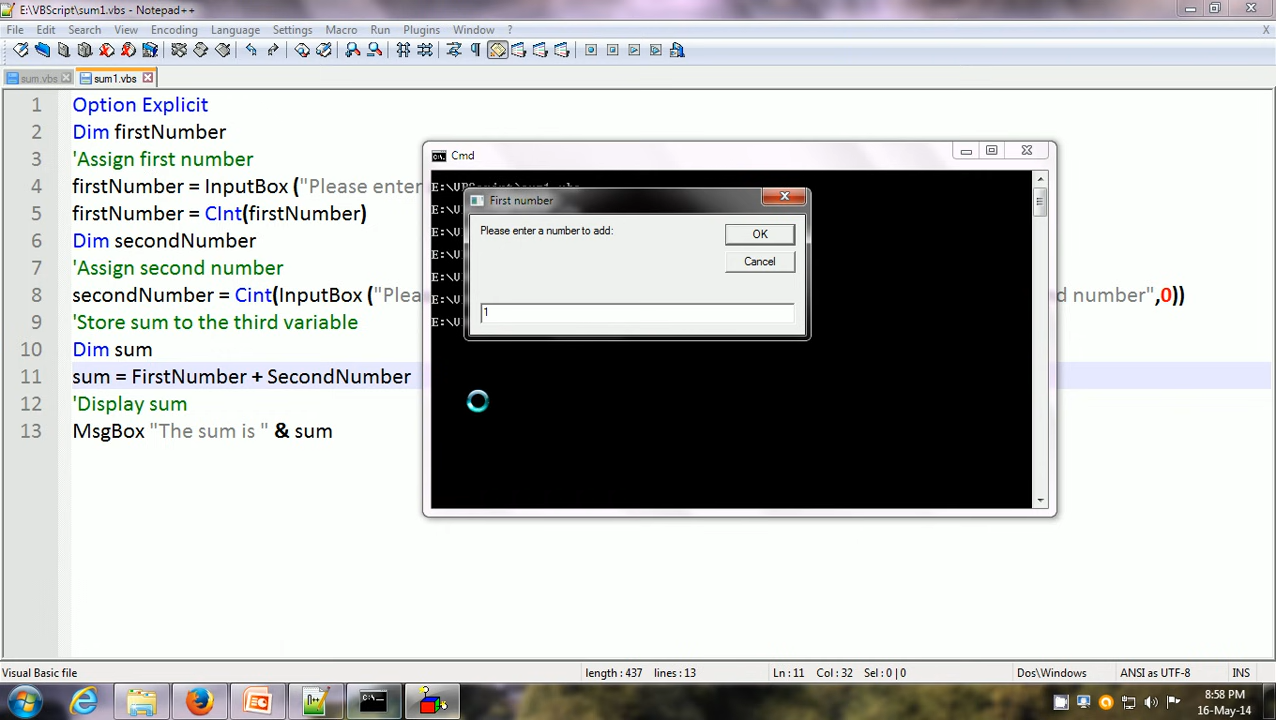 E:\VBScript\sum1.vbs - Notepad++
File Edit Search View Encoding Language Settings Macro Run Plugins Window ? X
sum.vbs sum1.vbs
1 Option Explicit
2 Dim firstNumber
3 'Assign first number
4 firstNumber = InputBox ("Please enter
5 firstNumber = CInt(firstNumber)
6 Dim secondNumber
7 'Assign second number
8 secondNumber = Cint(InputBox ("Plea d number",0))
9 'Store sum to the third variable
10 Dim sum
11 sum = FirstNumber + SecondNumber
12 'Display sum
13 MsgBox "The sum is " & sum
Cmd
E:\VBScript\sum1.vbs
E:\V
E:\V
E:\V
E:\V
E:\V
E:\V
First number
Please enter a number to add:
OK
Cancel
1
Visual Basic file length : 437 lines : 13 Ln : 11 Col : 32 Sel : 0 | 0 Dos\Windows ANSI as UTF-8 INS
8:58 PM
16-May-14